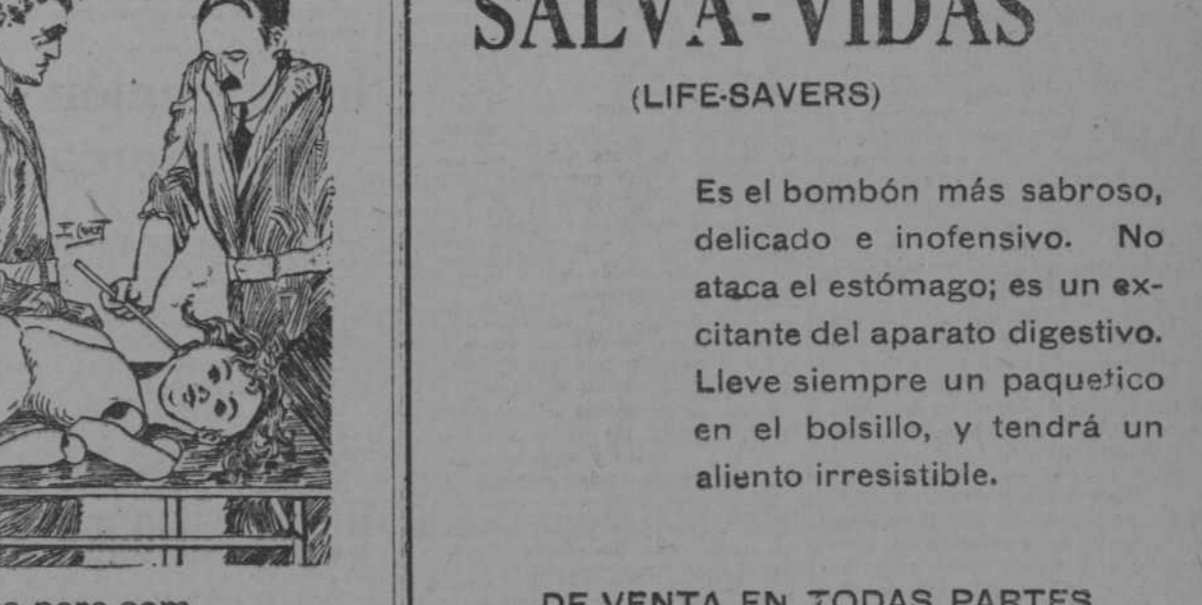 SALVA-VIDAS
(LIFE-SAVERS)
Es el bombón más sabroso,
delicado e inofensivo. No
ataca el estómago; es un ex-
citante del aparato digestivo.
Lleve siempre un paquetico
en el bolsillo, y tendrá un
aliento irresistible.
DE VENTA EN TODAS PARTES